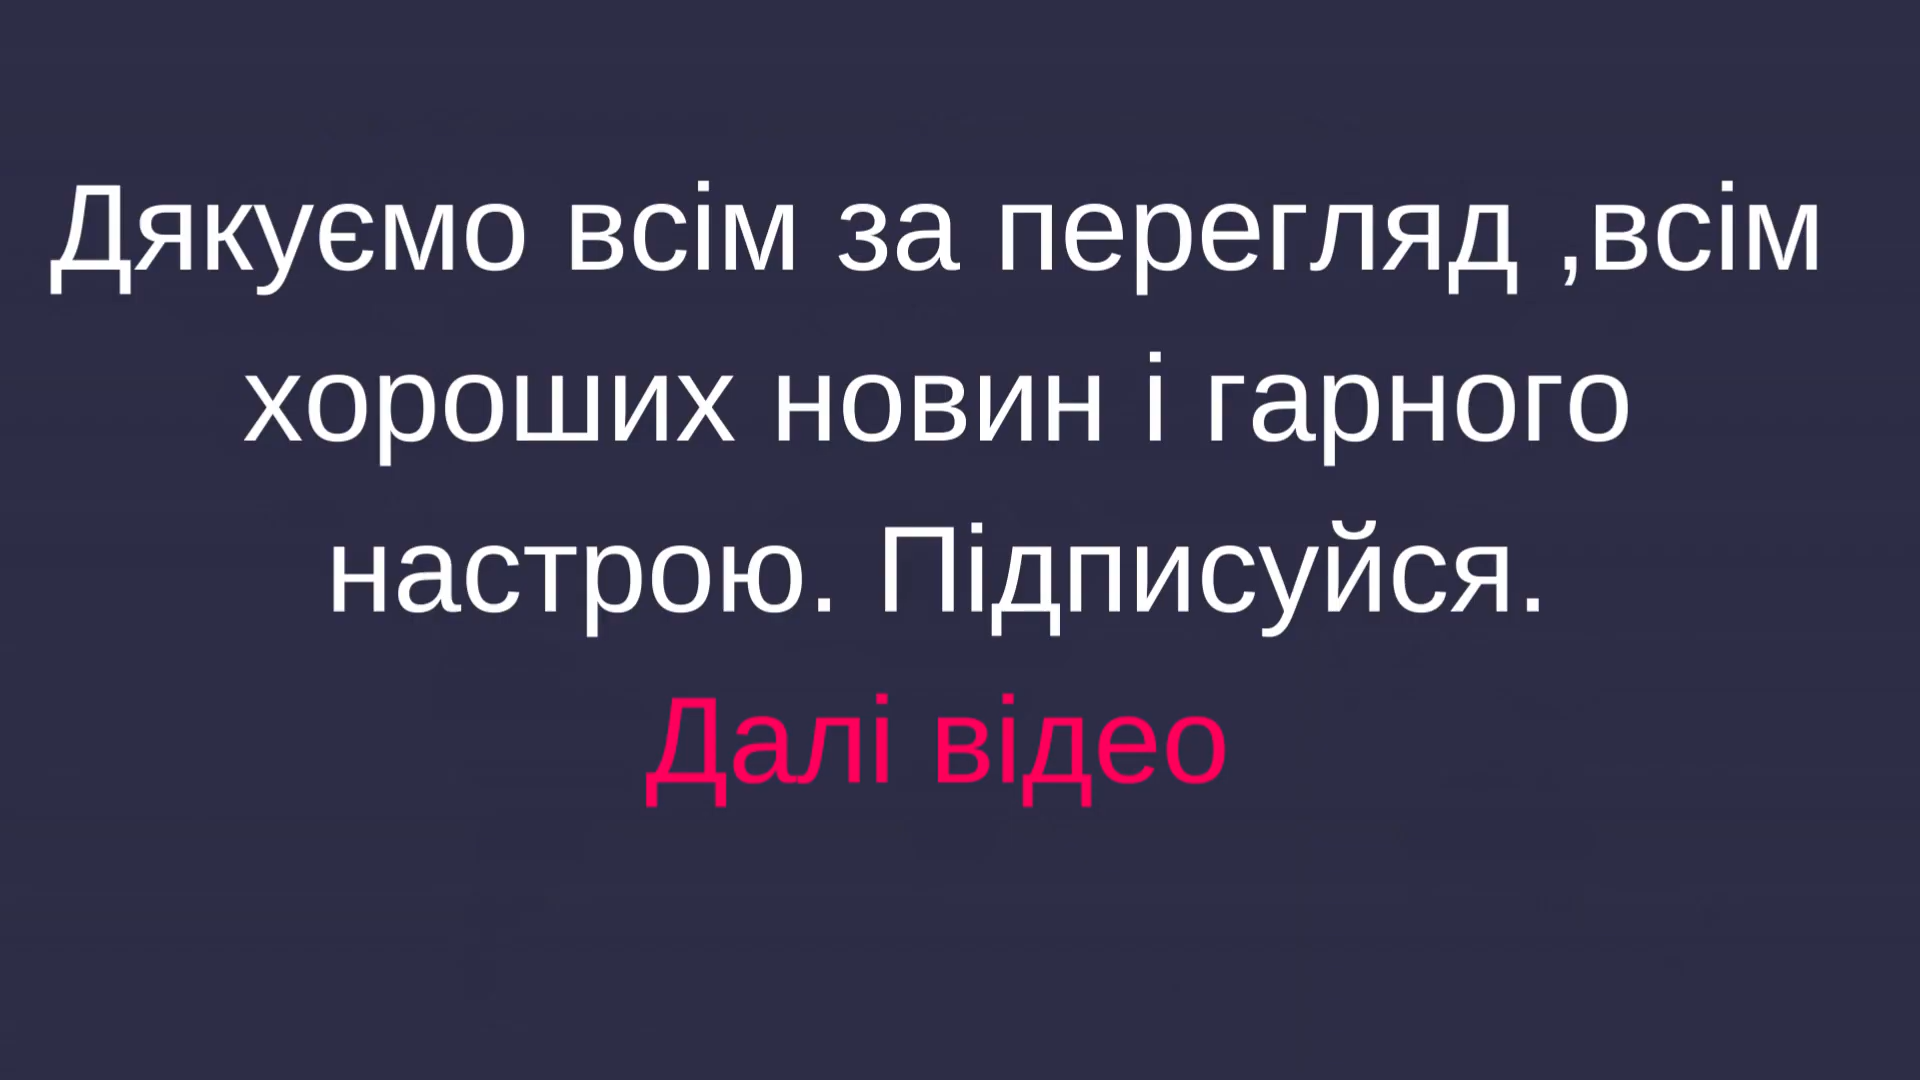 Дякуємо всім за перегляд ,всім
хороших новин і гарного
настрою. Підписуйся.
Далі відео